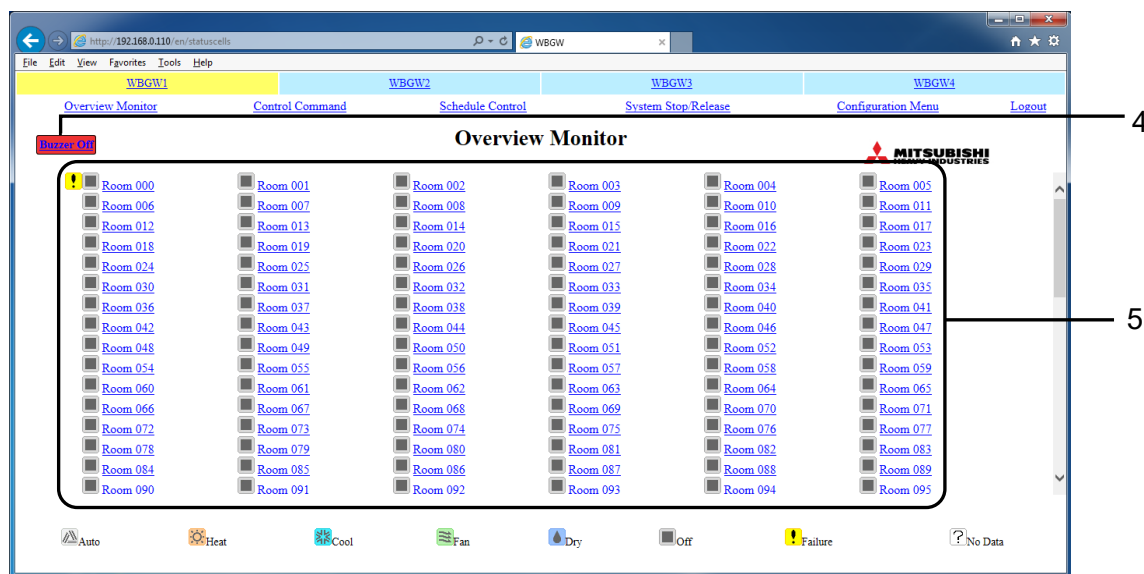 http://192.168.0.110/en/statuscells WBGW
File Edit View Favorites Tools Help
WBGW1 WBGW2 WBGW3 WBGW4
Overview Monitor Control Command Schedule Control System Stop/Release Configuration Menu Logout
4
Buzzer Off Overview Monitor
MITSUBISHI
HEAVY INDUSTRIES
Room 000 Room 001 Room 002 Room 003 Room 004 Room 005
Room 006 Room 007 Room 008 Room 009 Room 010 Room 011
Room 012 Room 013 Room 014 Room 015 Room 016 Room 017
Room 018 Room 019 Room 020 Room 021 Room 022 Room 023
Room 024 Room 025 Room 026 Room 027 Room 028 Room 029
Room 030 Room 031 Room 032 Room 033 Room 034 Room 035
Room 036 Room 037 Room 038 Room 039 Room 040 Room 041
Room 042 Room 043 Room 044 Room 045 Room 046 Room 047
5
Room 048 Room 049 Room 050 Room 051 Room 052 Room 053
Room 054 Room 055 Room 056 Room 057 Room 058 Room 059
Room 060 Room 061 Room 062 Room 063 Room 064 Room 065
Room 066 Room 067 Room 068 Room 069 Room 070 Room 071
Room 072 Room 073 Room 074 Room 075 Room 076 Room 077
Room 078 Room 079 Room 080 Room 081 Room 082 Room 083
Room 084 Room 085 Room 086 Room 087 Room 088 Room 089
Room 090 Room 091 Room 092 Room 093 Room 094 Room 095
Auto Heat Cool Fan Dry Off Failure No Data